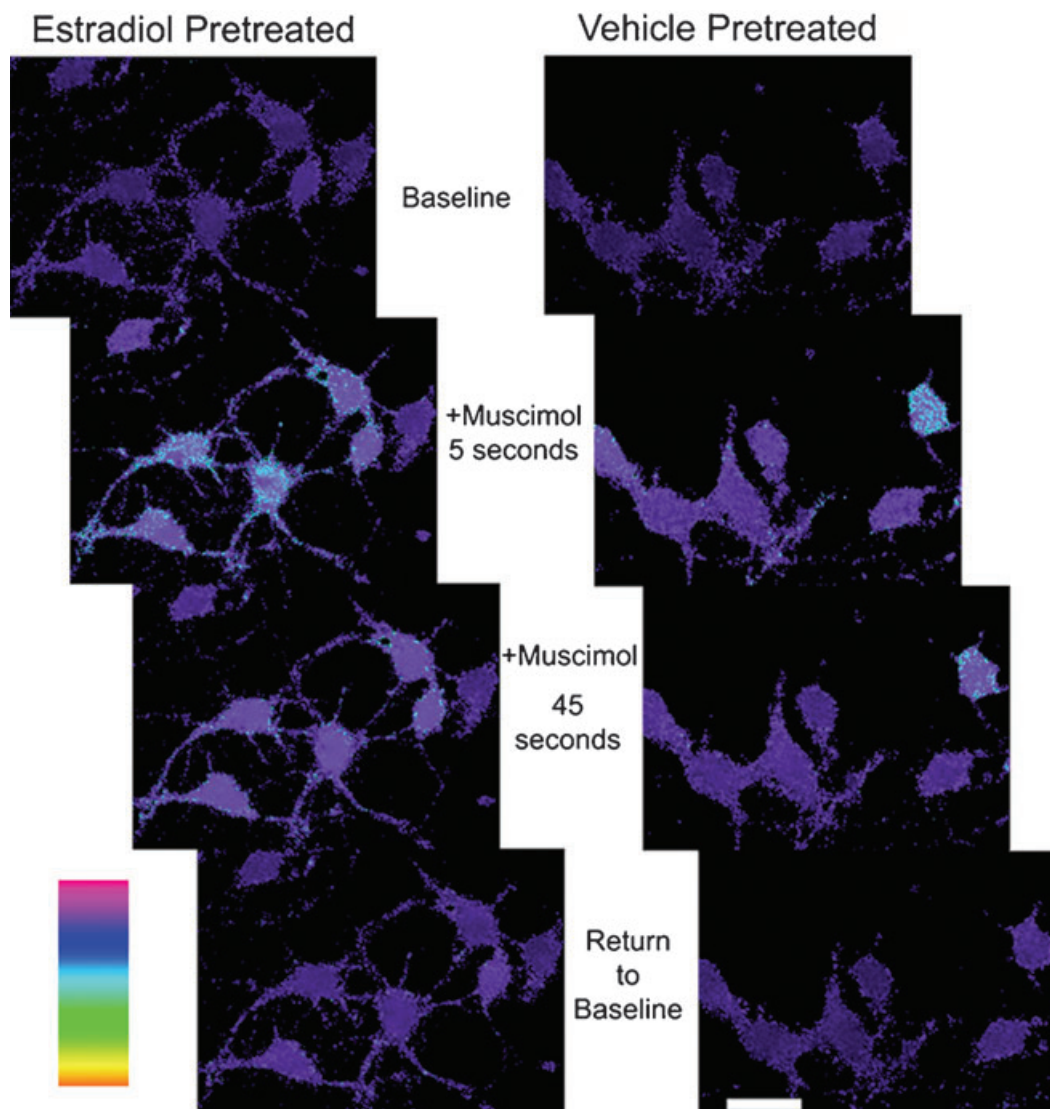 Estradiol Pretreated
Vehicle Pretreated
Baseline
+Muscimol
5 seconds
+Muscimol
45
seconds
Return
to
Baseline